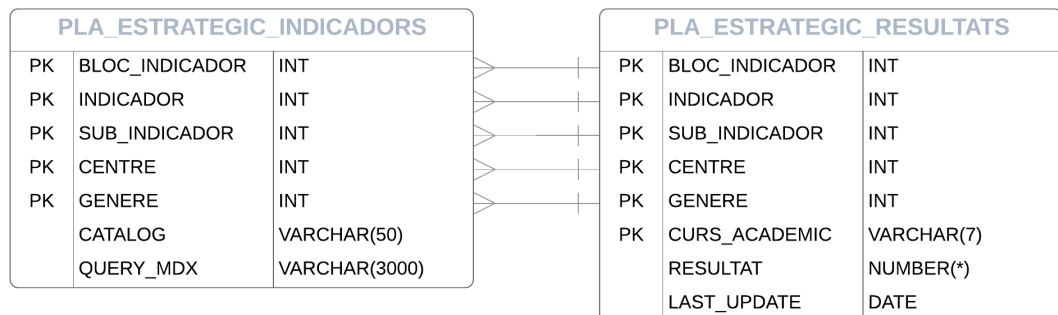 PLA_ESTRATEGIC_INDICADORS
PK BLOC_INDICADOR INT
PK INDICADOR INT
PK SUB_INDICADOR INT
PK CENTRE INT
PK GENERE INT
CATALOG VARCHAR(50)
QUERY_MDX VARCHAR(3000)
PLA_ESTRATEGIC_RESULTATS
PK BLOC_INDICADOR INT
PK INDICADOR INT
PK SUB_INDICADOR INT
PK CENTRE INT
PK GENERE INT
PK CURS_ACADEMIC VARCHAR(7)
RESULTAT NUMBER(*)
LAST_UPDATE DATE